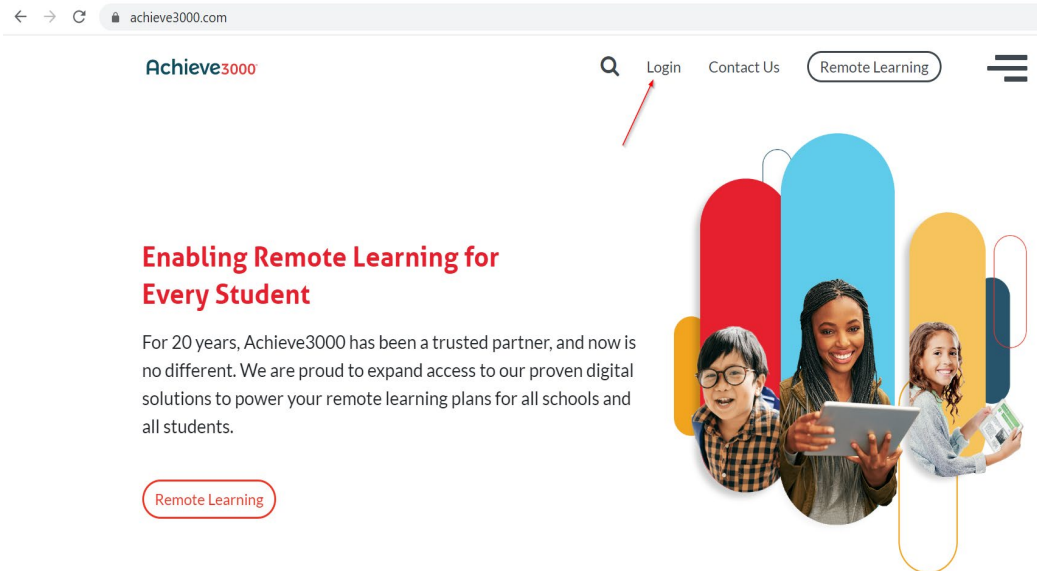 achieve3000.com
Achieve3000
Login
Contact Us
Remote Learning
Enabling Remote Learning for
Every Student
For 20 years, Achieve3000 has been a trusted partner, and now is
no different. We are proud to expand access to our proven digital
solutions to power your remote learning plans for all schools and
all students.
Remote Learning